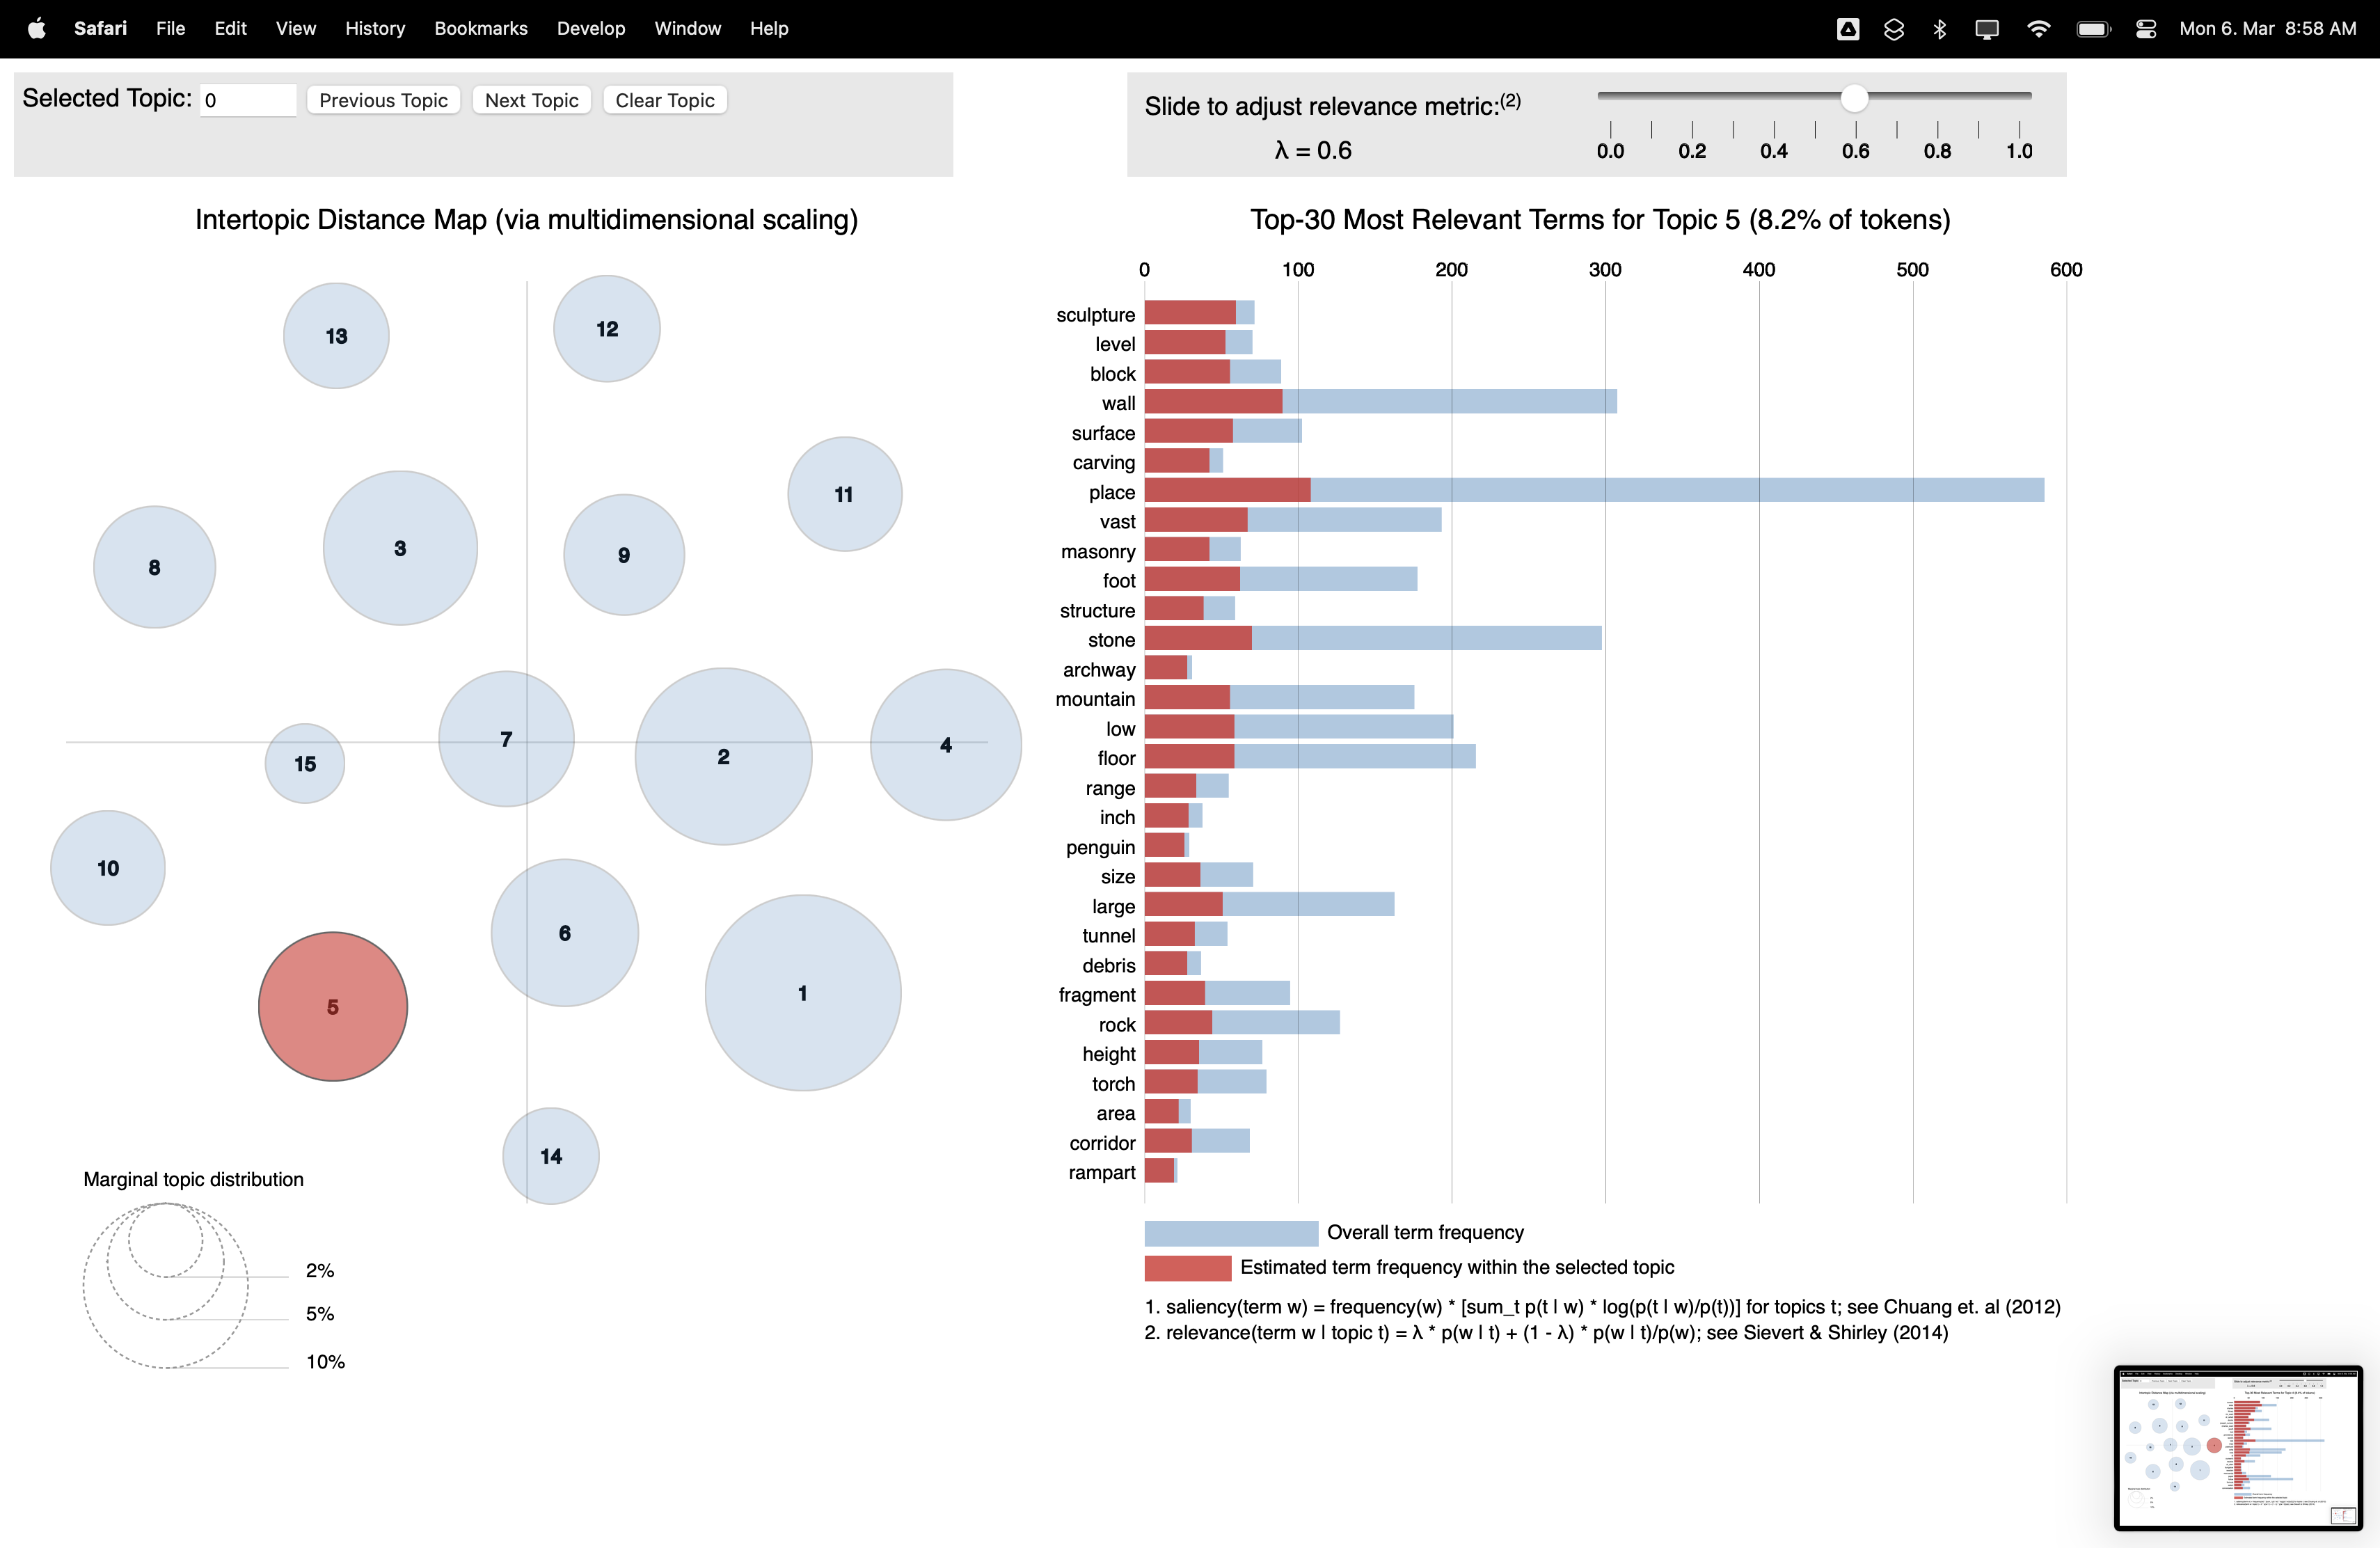 Safari File Edit View History Bookmarks Develop Window Help Mon 6. Mar 8:58 AM
Selected Topic: 0 Previous Topic Next Topic Clear Topic
Slide to adjust relevance metric:(2)
λ = 0.6
0.0 0.2 0.4 0.6 0.8 1.0
Intertopic Distance Map (via multidimensional scaling)
13
12
11
3
9
8
7
4
2
15
10
6
1
5
14
Marginal topic distribution
2%
5%
10%
Top-30 Most Relevant Terms for Topic 5 (8.2% of tokens)
0 100 200 300 400 500 600
sculpture
level
block
wall
surface
carving
place
vast
masonry
foot
structure
stone
archway
mountain
low
floor
range
inch
penguin
size
large
tunnel
debris
fragment
rock
height
torch
area
corridor
rampart
Overall term frequency
Estimated term frequency within the selected topic
1. saliency(term w) = frequency(w) * [sum_t p(t | w) * log(p(t | w)/p(t))] for topics t; see Chuang et. al (2012)
2. relevance(term w | topic t) = λ * p(w | t) + (1 - λ) * p(w | t)/p(w); see Sievert & Shirley (2014)